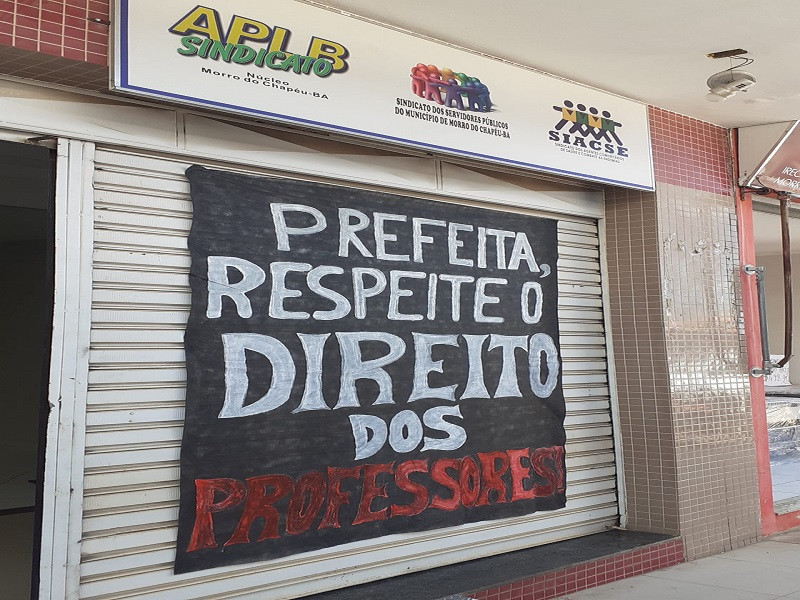 APLB
SINDICATO
Núcleo
Morro do Chapéu-BA
SINDICATO DOS SERVIDORES PÚBLICOS
DO MUNICÍPIO DE MORRO DO CHAPÉU-BA
SIACSE
PREFEITA,
RESPEITE O
DIREITO
DOS
PROFESSORES!